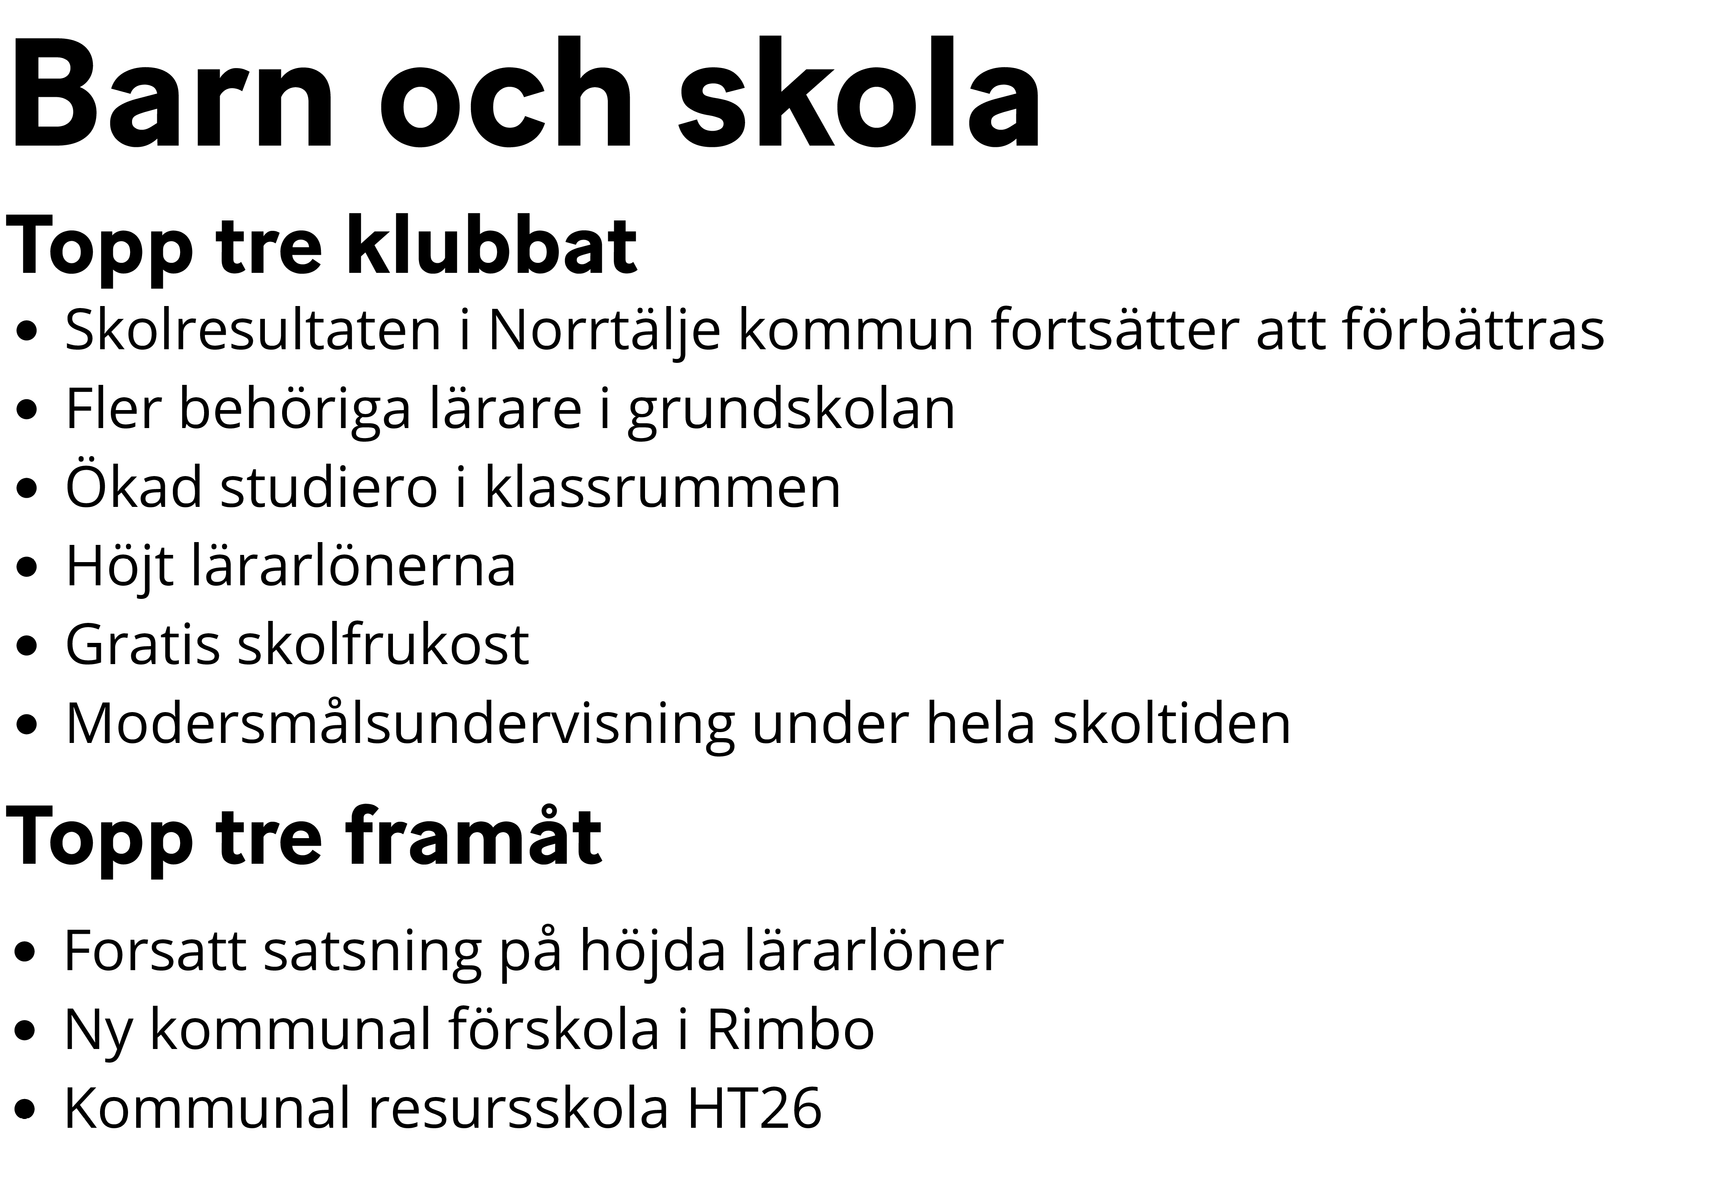 Barn och skola
Topp tre klubbat
• Skolresultaten i Norrtälje kommun fortsätter att förbättras
• Fler behöriga lärare i grundskolan
• Ökad studiero i klassrummen
• Höjt lärarlönerna
• Gratis skolfrukost
• Modersmålsundervisning under hela skoltiden
Topp tre framåt
• Forsatt satsning på höjda lärarlöner
• Ny kommunal förskola i Rimbo
• Kommunal resursskola HT26